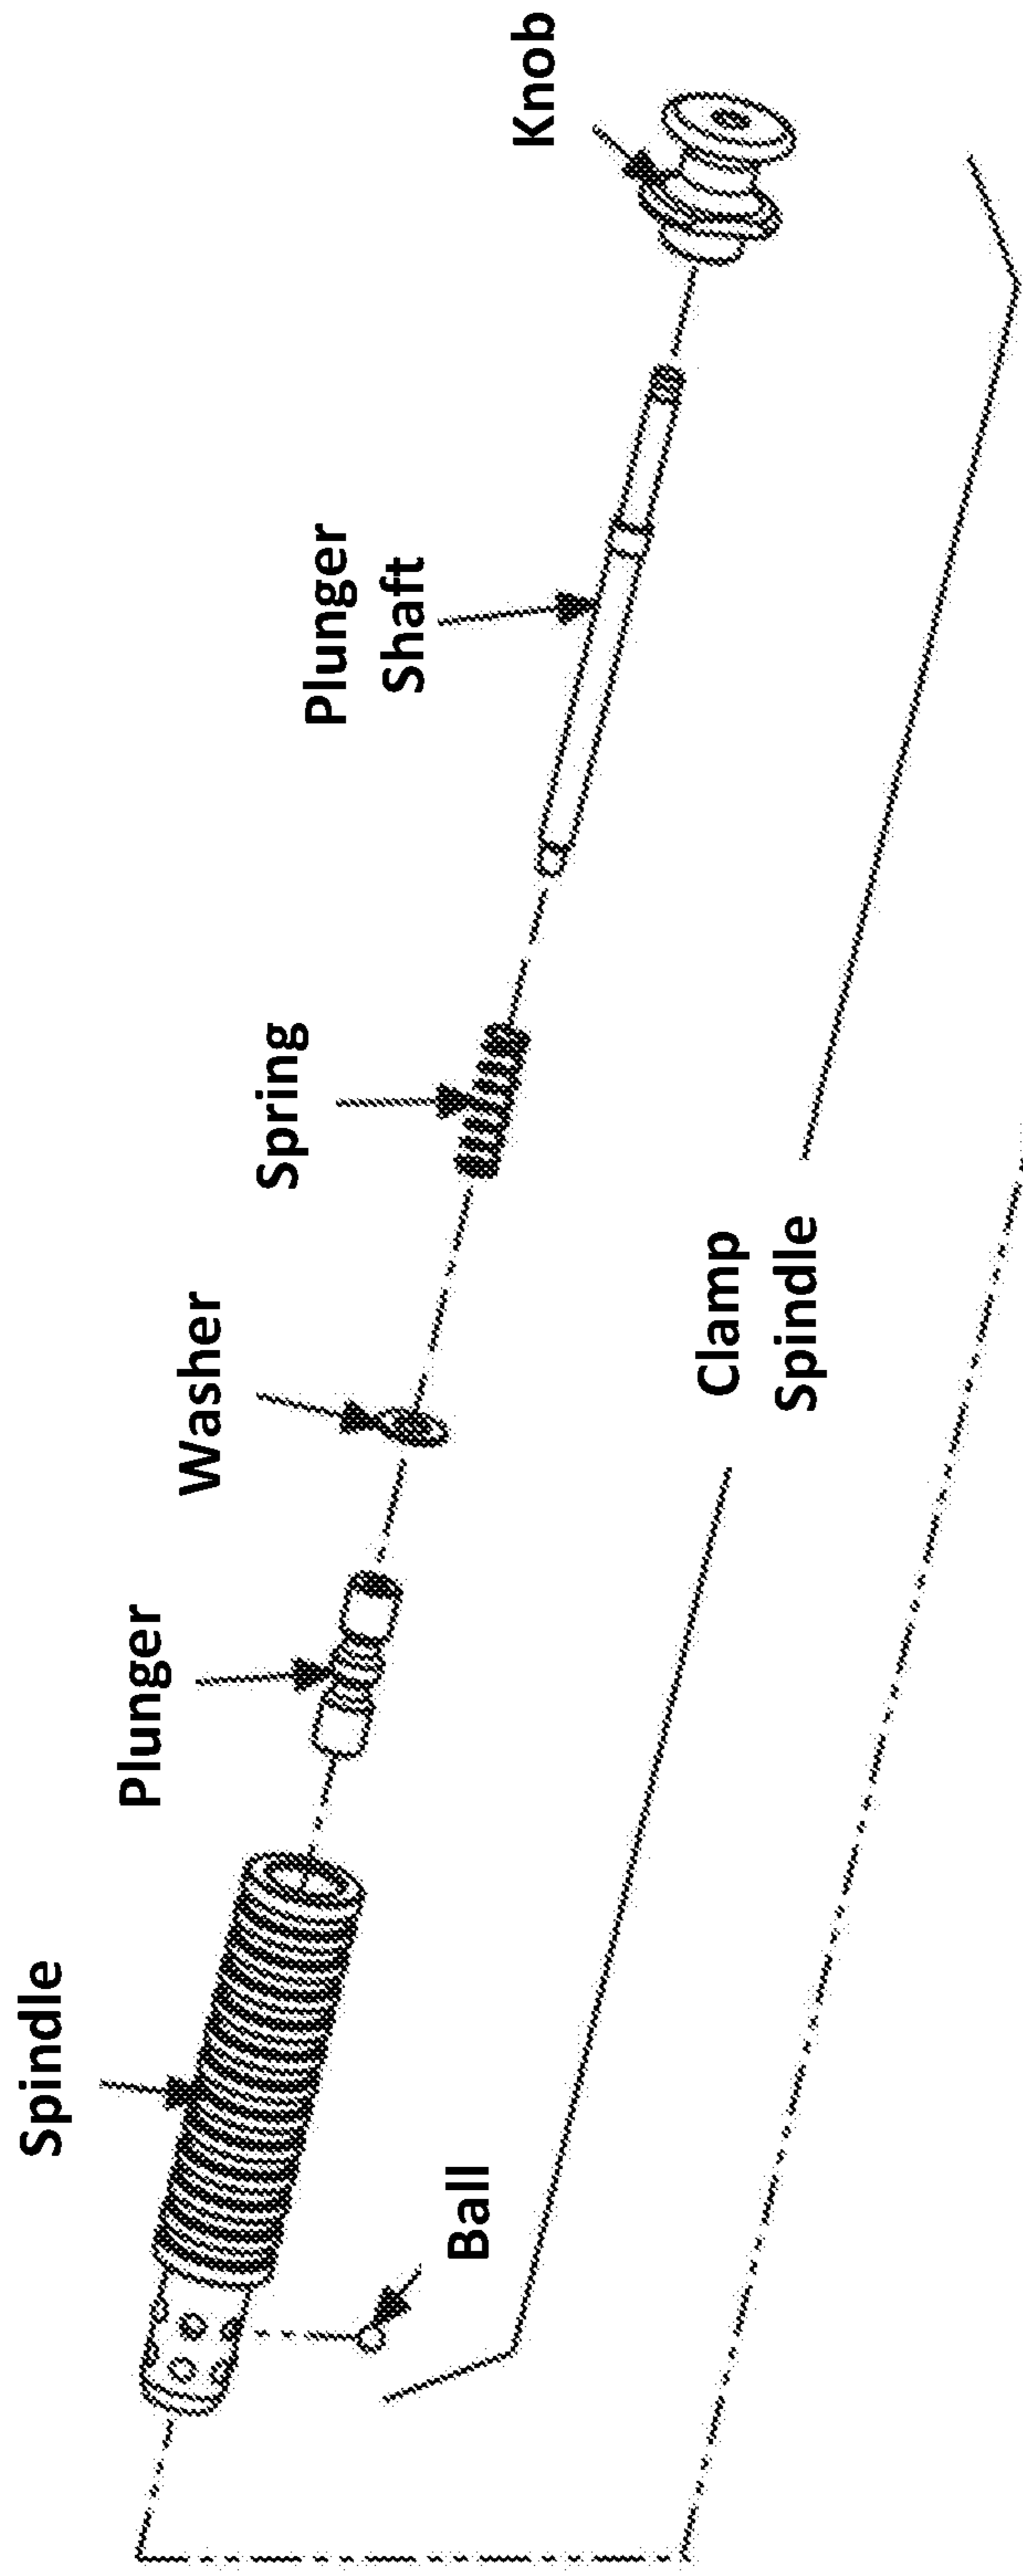 Spindle
Plunger
Washer
Spring
Plunger
Shaft
Knob
Ball
Clamp
Spindle